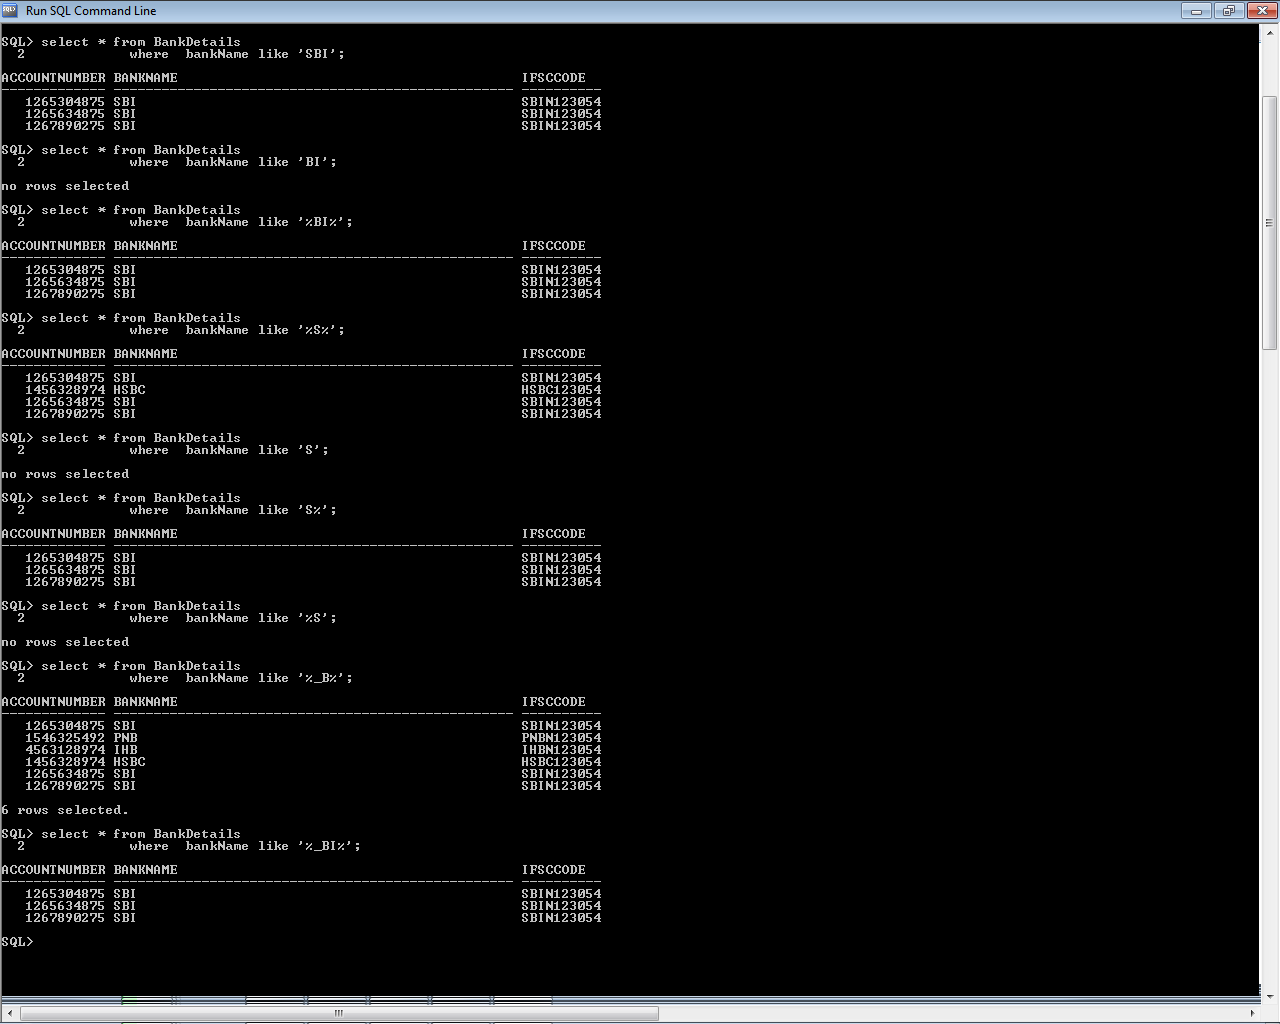 Run SQL Command Line
SQL> select * from BankDetails
2 where bankName like 'SBI';
ACCOUNTNUMBER BANKNAME IFSCCODE
1265304875 SBI SBIN123054
1265634875 SBI SBIN123054
1267890275 SBI SBIN123054
SQL> select * from BankDetails
2 where bankName like 'BI';
no rows selected
SQL> select * from BankDetails
2 where bankName like '%BI%';
ACCOUNTNUMBER BANKNAME IFSCCODE
1265304875 SBI SBIN123054
1265634875 SBI SBIN123054
1267890275 SBI SBIN123054
SQL> select * from BankDetails
2 where bankName like '%S%';
ACCOUNTNUMBER BANKNAME IFSCCODE
1265304875 SBI SBIN123054
1456328974 HSBC HSBC123054
1265634875 SBI SBIN123054
1267890275 SBI SBIN123054
SQL> select * from BankDetails
2 where bankName like 'S';
no rows selected
SQL> select * from BankDetails
2 where bankName like 'S%';
ACCOUNTNUMBER BANKNAME IFSCCODE
1265304875 SBI SBIN123054
1265634875 SBI SBIN123054
1267890275 SBI SBIN123054
SQL> select * from BankDetails
2 where bankName like '%S';
no rows selected
SQL> select * from BankDetails
2 where bankName like '%_B%';
ACCOUNTNUMBER BANKNAME IFSCCODE
1265304875 SBI SBIN123054
1546325492 PNB PNBN123054
4563128974 IHB IHBN123054
1456328974 HSBC HSBC123054
1265634875 SBI SBIN123054
1267890275 SBI SBIN123054
6 rows selected.
SQL> select * from BankDetails
2 where bankName like '%_BI%';
ACCOUNTNUMBER BANKNAME IFSCCODE
1265304875 SBI SBIN123054
1265634875 SBI SBIN123054
1267890275 SBI SBIN123054
SQL>